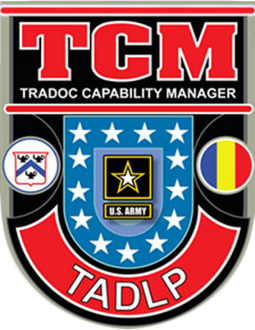 TCM
TRADOC CAPABILITY MANAGER
U.S. ARMY
TADLP